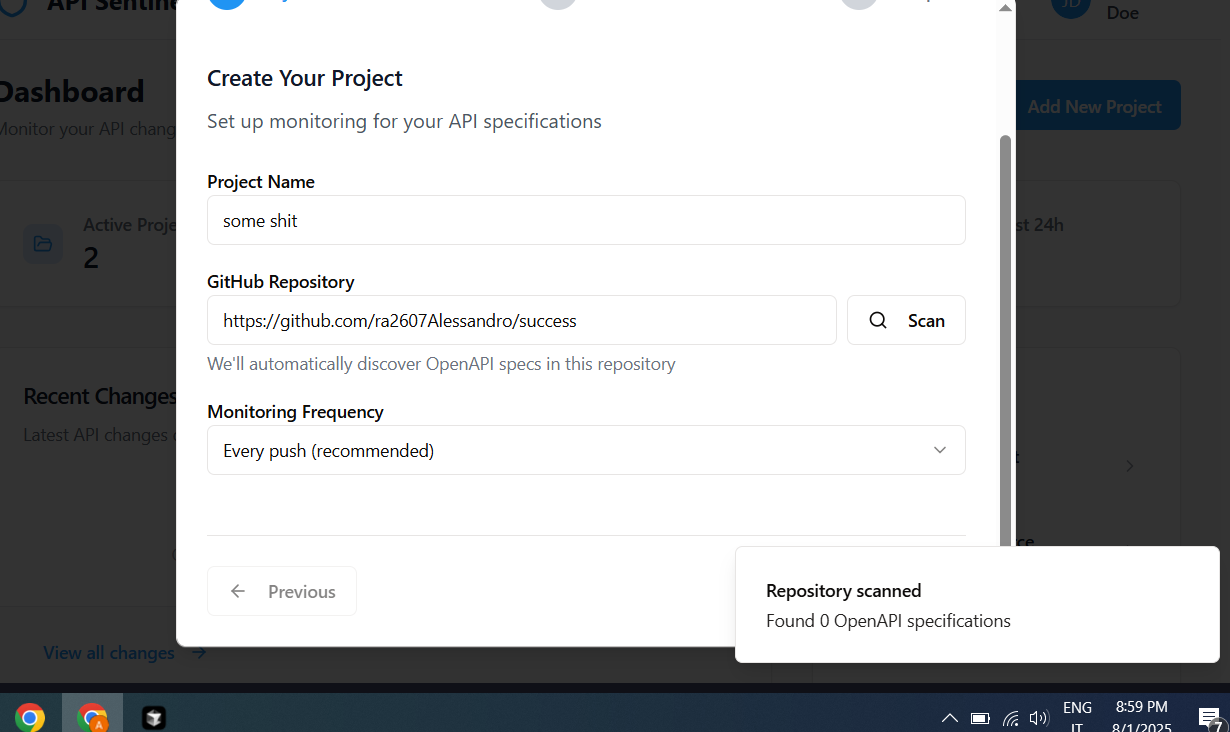 API Sentine
JD
Doe
Dashboard
Monitor your API chang
Add New Project
Create Your Project
Set up monitoring for your API specifications
Project Name
some shit
Active Proje
2
st 24h
GitHub Repository
https://github.com/ra2607Alessandro/success
Scan
We'll automatically discover OpenAPI specs in this repository
Recent Changes
Latest API changes
Monitoring Frequency
Every push (recommended)
Previous
Repository scanned
Found 0 OpenAPI specifications
View all changes
A
ENG
IT
8:59 PM
8/1/2025
7